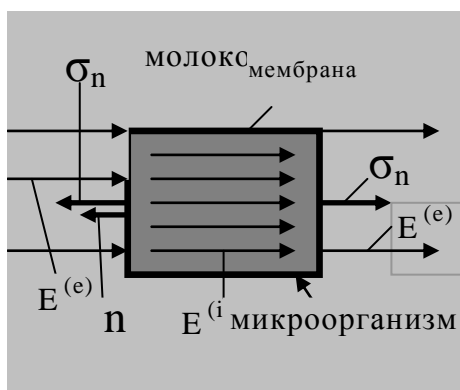 молоко мембрана
σn
σn
E(e)
E(e)
n
E(i микроорганизм